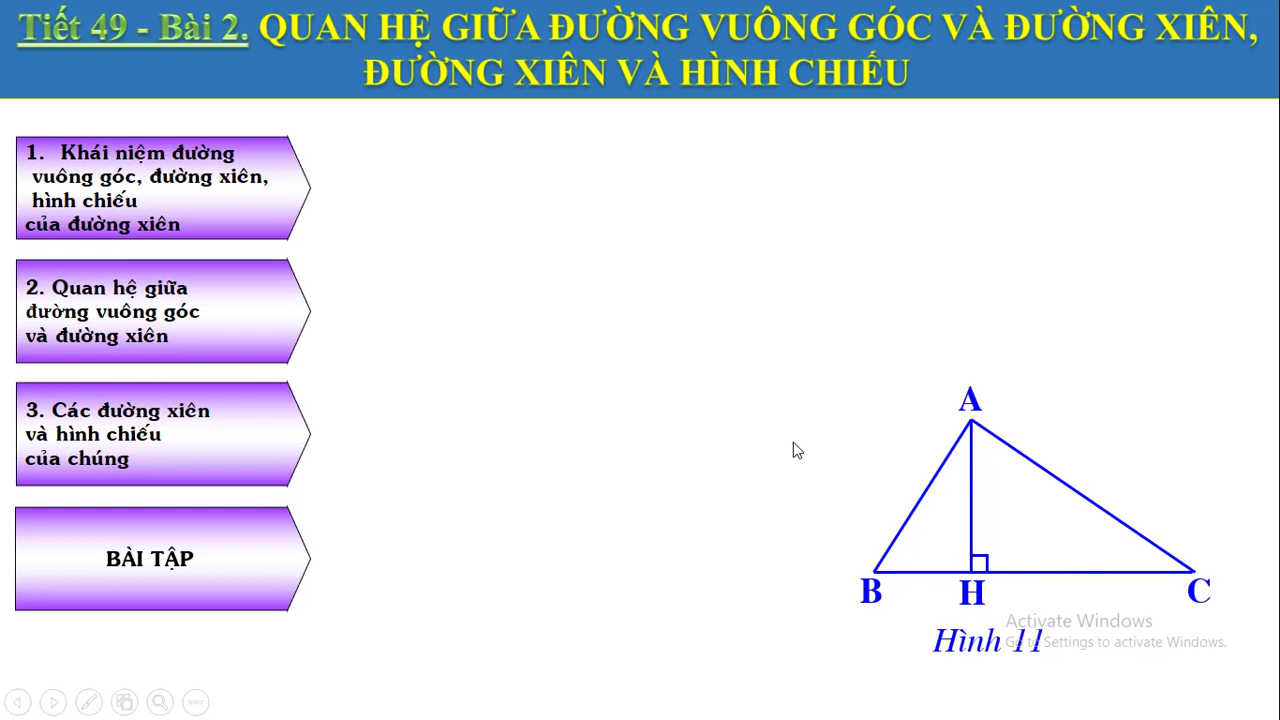 Tiết 49 - Bài 2. QUAN HỆ GIỮA ĐƯỜNG VUÔNG GÓC VÀ ĐƯỜNG XIÊN,
ĐƯỜNG XIÊN VÀ HÌNH CHIẾU
1. Khái niệm đường
vuông góc, đường xiên,
hình chiếu
của đường xiên
2. Quan hệ giữa
đường vuông góc
và đường xiên
3. Các đường xiên
và hình chiếu
của chúng
BÀI TẬP
A
B
H
C
Hình 11
Activate Windows
Go to Settings to activate Windows.